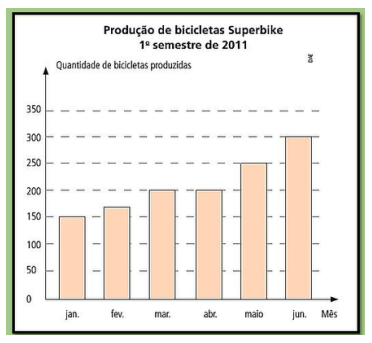 Produção de bicicletas Superbike
1º semestre de 2011
Quantidade de bicicletas produzidas
350
300
250
200
150
100
50
0
jan. fev. mar. abr. maio jun. Mês